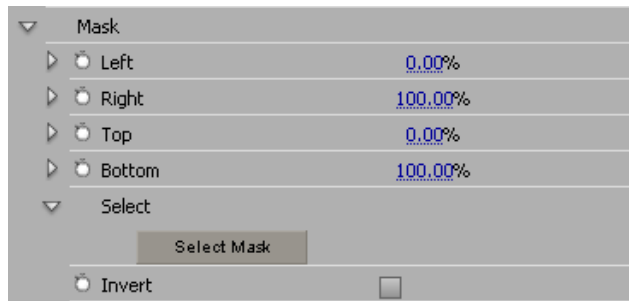 Mask
Left 0.00%
Right 100.00%
Top 0.00%
Bottom 100.00%
Select
Select Mask
Invert